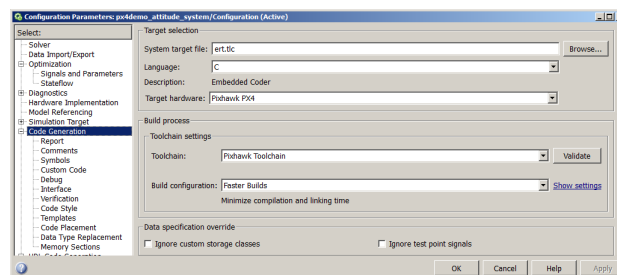 Configuration Parameters: px4demo_attitude_system/Configuration (Active)
Select:
Solver
Data Import/Export
Optimization
Signals and Parameters
Stateflow
Diagnostics
Hardware Implementation
Model Referencing
Simulation Target
Code Generation
Report
Comments
Symbols
Custom Code
Debug
Interface
Verification
Code Style
Templates
Code Placement
Data Type Replacement
Memory Sections
HDL Code Generation
Target selection
System target file: ert.tlc Browse...
Language: C
Description: Embedded Coder
Target hardware: Pixhawk PX4
Build process
Toolchain settings
Toolchain: Pixhawk Toolchain Validate
Build configuration: Faster Builds Show settings
Minimize compilation and linking time
Data specification override
Ignore custom storage classes Ignore test point signals
OK Cancel Help Apply